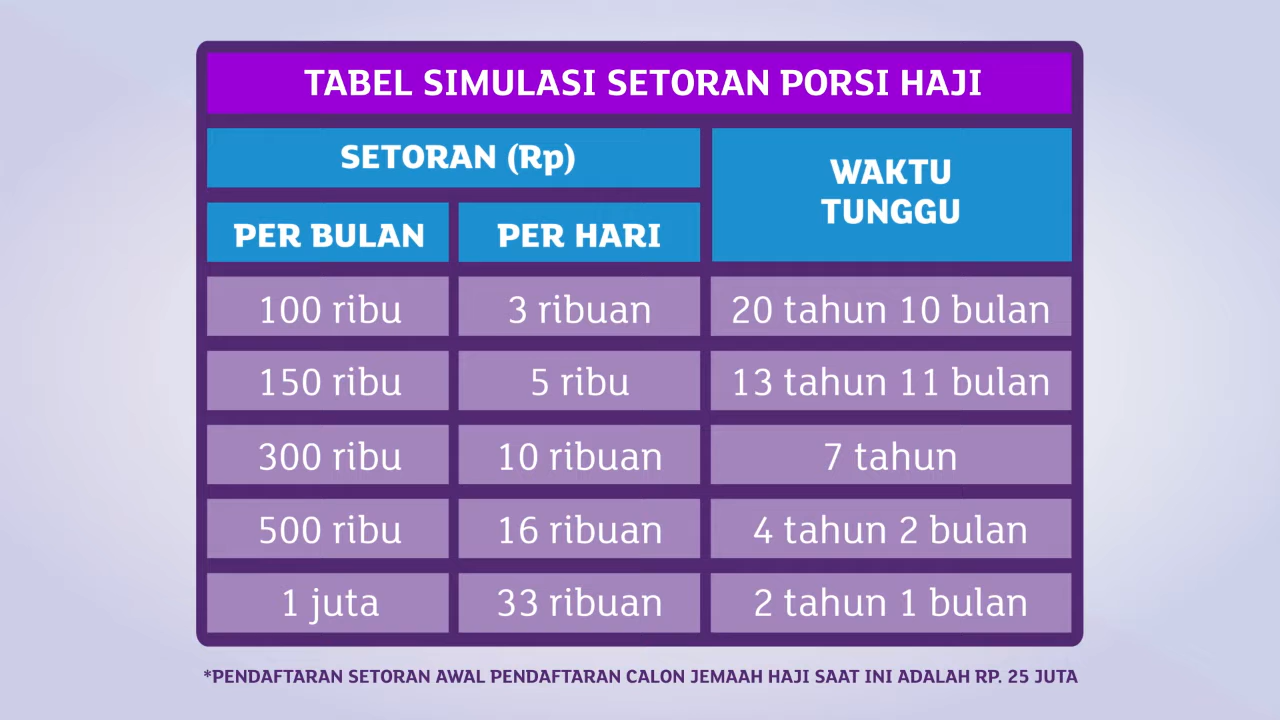 TABEL SIMULASI SETORAN PORSI HAJI
SETORAN (Rp)
WAKTU
TUNGGU
PER BULAN PER HARI
100 ribu 3 ribuan 20 tahun 10 bulan
150 ribu 5 ribu 13 tahun 11 bulan
300 ribu 10 ribuan 7 tahun
500 ribu 16 ribuan 4 tahun 2 bulan
1 juta 33 ribuan 2 tahun 1 bulan
*PENDAFTARAN SETORAN AWAL PENDAFTARAN CALON JEMAAH HAJI SAAT INI ADALAH RP. 25 JUTA